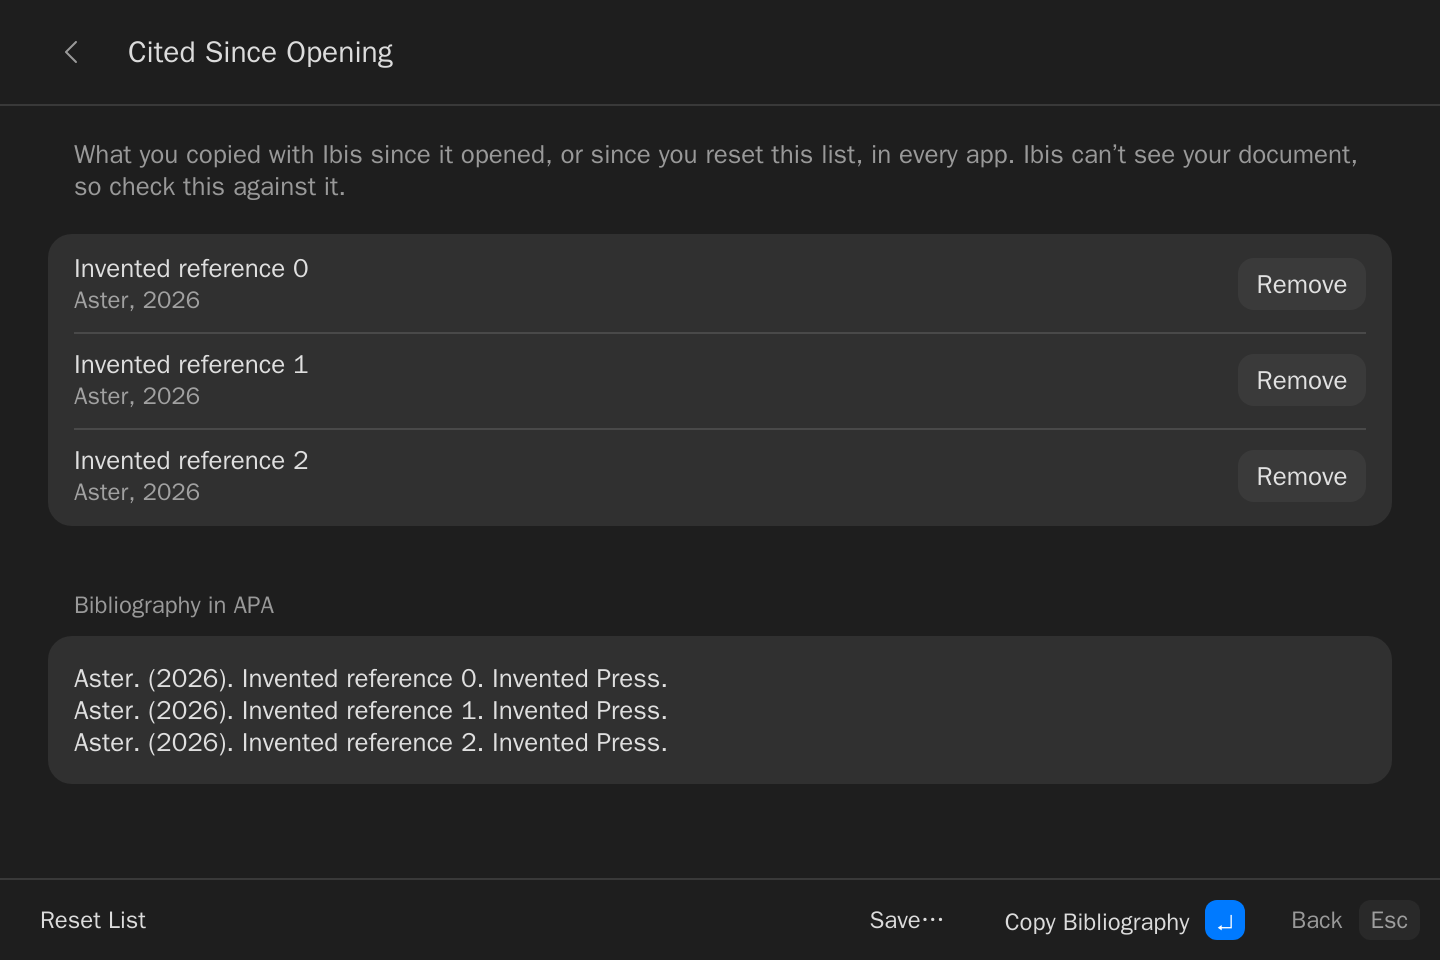 Cited Since Opening
What you copied with Ibis since it opened, or since you reset this list, in every app. Ibis can’t see your document,
so check this against it.
Invented reference 0
Aster, 2026
Remove
Invented reference 1
Aster, 2026
Remove
Invented reference 2
Aster, 2026
Remove
Bibliography in APA
Aster. (2026). Invented reference 0. Invented Press.
Aster. (2026). Invented reference 1. Invented Press.
Aster. (2026). Invented reference 2. Invented Press.
Reset List
Save…
Copy Bibliography
Back
Esc